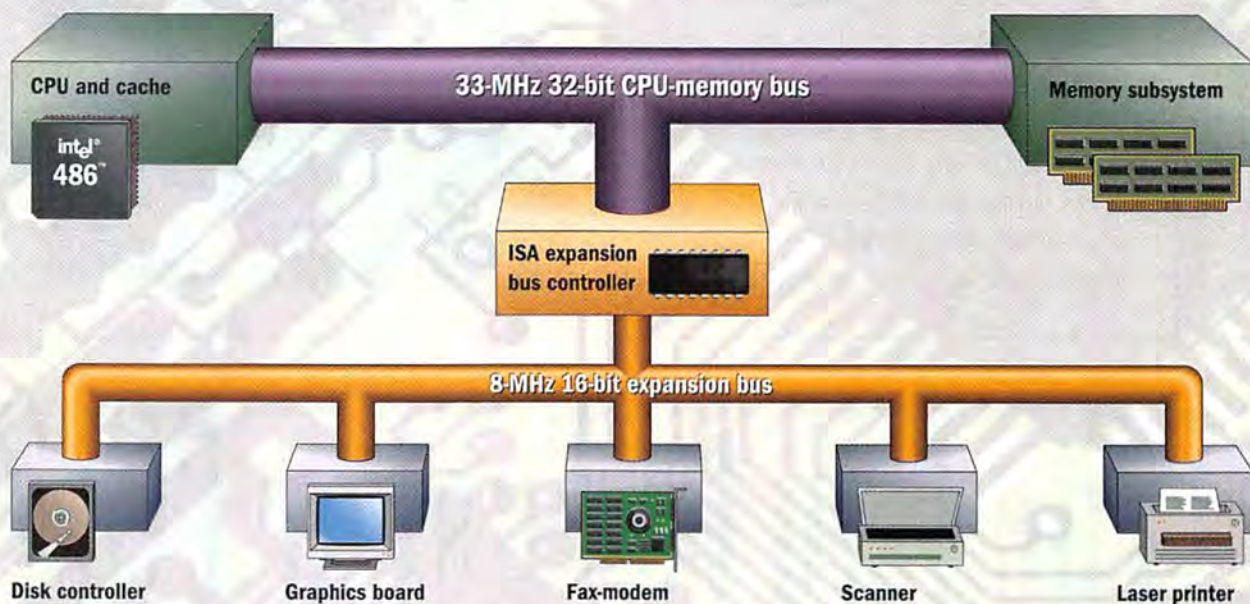 CPU and cache
intel®
486™
33-MHz 32-bit CPU-memory bus
Memory subsystem
ISA expansion
bus controller
8-MHz 16-bit expansion bus
Disk controller
Graphics board
Fax-modem
Scanner
Laser printer